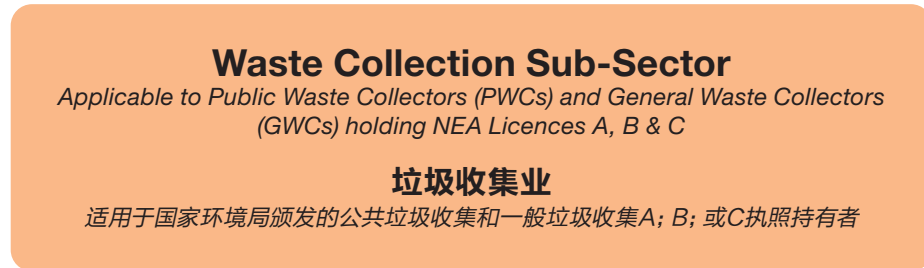 Waste Collection Sub-Sector
Applicable to Public Waste Collectors (PWCs) and General Waste Collectors
(GWCs) holding NEA Licences A, B & C
垃圾收集业
适用于国家环境局颁发的公共垃圾收集和一般垃圾收集A; B; 或C执照持有者